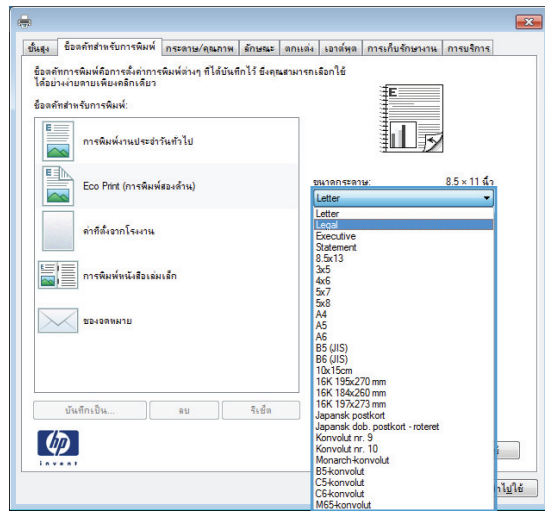 ขั้นสูง ช็อตคัทสำหรับการพิมพ์ กระดาษ/คุณภาพ ลักษณะ ตกแต่ง เอาต์พุต การเก็บรักษางาน การบริการ
ช็อตคัทการพิมพ์คือการตั้งค่าการพิมพ์ต่างๆ ที่ได้บันทึกไว้ ซึ่งคุณสามารถเลือกใช้
ได้อย่างง่ายดายเพียงคลิกเดียว
ช็อตคัทสำหรับการพิมพ์:
E
การพิมพ์งานประจำวันทั่วไป
Eco Print (การพิมพ์สองด้าน)
ค่าที่ตั้งจากโรงงาน
การพิมพ์หนังสือเล่มเล็ก
ซองจดหมาย
บันทึกเป็น... ลบ รีเซ็ต
hp
invent
E
ขนาดกระดาษ: 8.5 × 11 นิ้ว
Letter
Letter
Legal
Executive
Statement
8.5x13
3x5
4x6
5x7
5x8
A4
A5
A6
B5 (JIS)
B6 (JIS)
10x15cm
16K 195x270 mm
16K 184x260 mm
16K 197x273 mm
Japansk postkort
Japansk dob. postkort - roteret
Konvolut nr. 9
Konvolut nr. 10
Monarch-konvolut
B5-konvolut
C5-konvolut
C6-konvolut
M65-konvolut